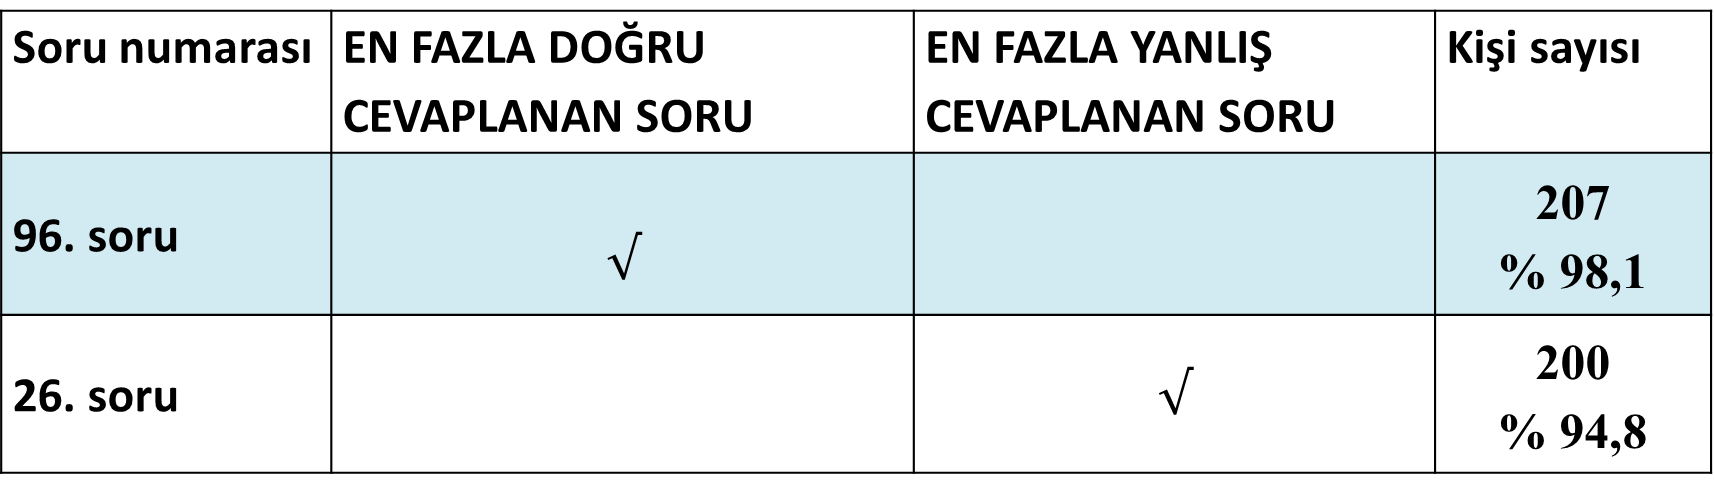 Soru numarası
EN FAZLA DOĞRU
CEVAPLANAN SORU
EN FAZLA YANLIŞ
CEVAPLANAN SORU
Kişi sayısı
96. soru
√
207
% 98,1
26. soru
√
200
% 94,8